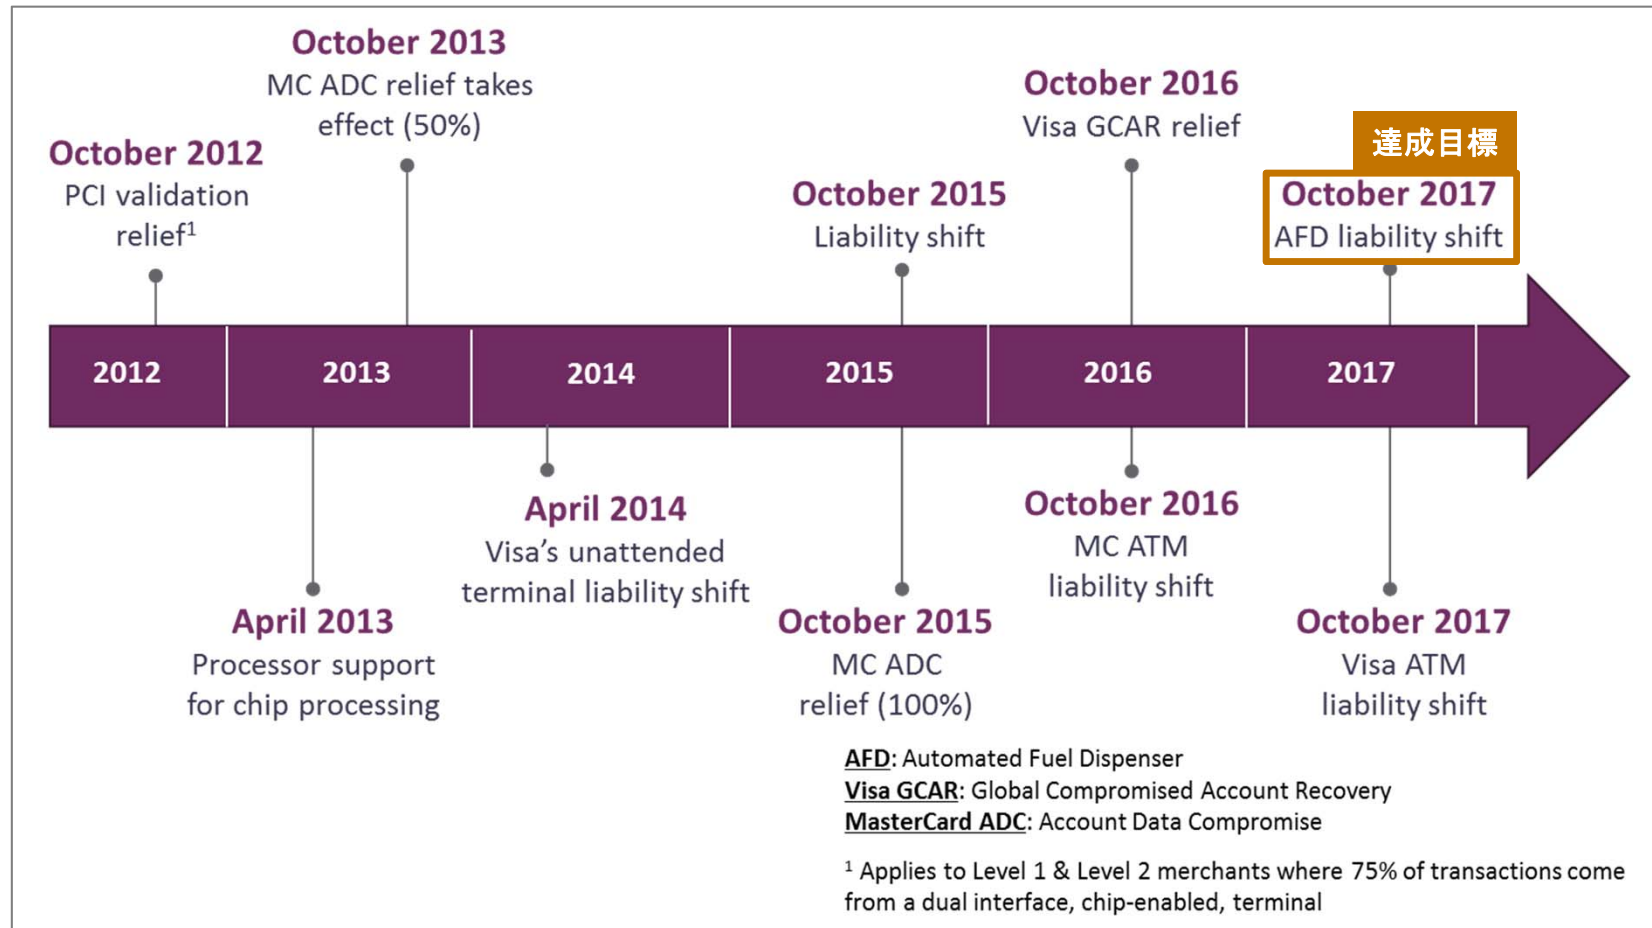 October 2013
MC ADC relief takes
effect (50%)
October 2012
PCI validation
relief¹
October 2015
Liability shift
October 2016
Visa GCAR relief
達成目標
October 2017
AFD liability shift
2012
2013
2014
2015
2016
2017
April 2013
Processor support
for chip processing
April 2014
Visa’s unattended
terminal liability shift
October 2015
MC ADC
relief (100%)
October 2016
MC ATM
liability shift
October 2017
Visa ATM
liability shift
AFD: Automated Fuel Dispenser
Visa GCAR: Global Compromised Account Recovery
MasterCard ADC: Account Data Compromise
¹ Applies to Level 1 & Level 2 merchants where 75% of transactions come
from a dual interface, chip-enabled, terminal